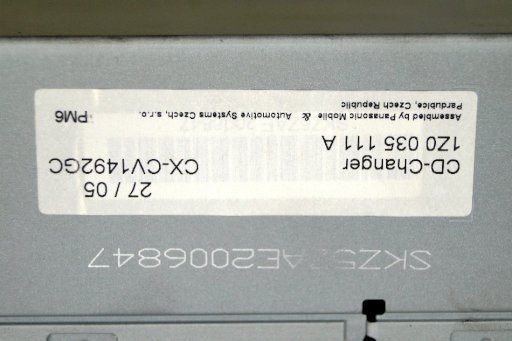 27 / 05
CD-Changer CX-CV1492GC
1Z0 035 111 A
Assembled by Panasonic Mobile & Automotive Systems Czech, s.r.o. :PM6
Pardubice, Czech Republic